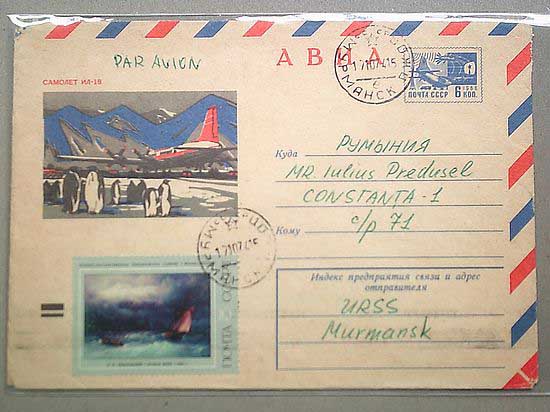 PAR AVION
АВИА
САМОЛЕТ ИЛ-18
ПОЧТА СССР 6 КОП.
МУРМАНСК
Куда
РУМЫНИЯ
MR. Iulius Predusel
CONSTANTA-1
c/p 71
Кому
Индекс предприятия связи и адрес
отправителя
URSS
Murmansk
ПОЧТА СССР